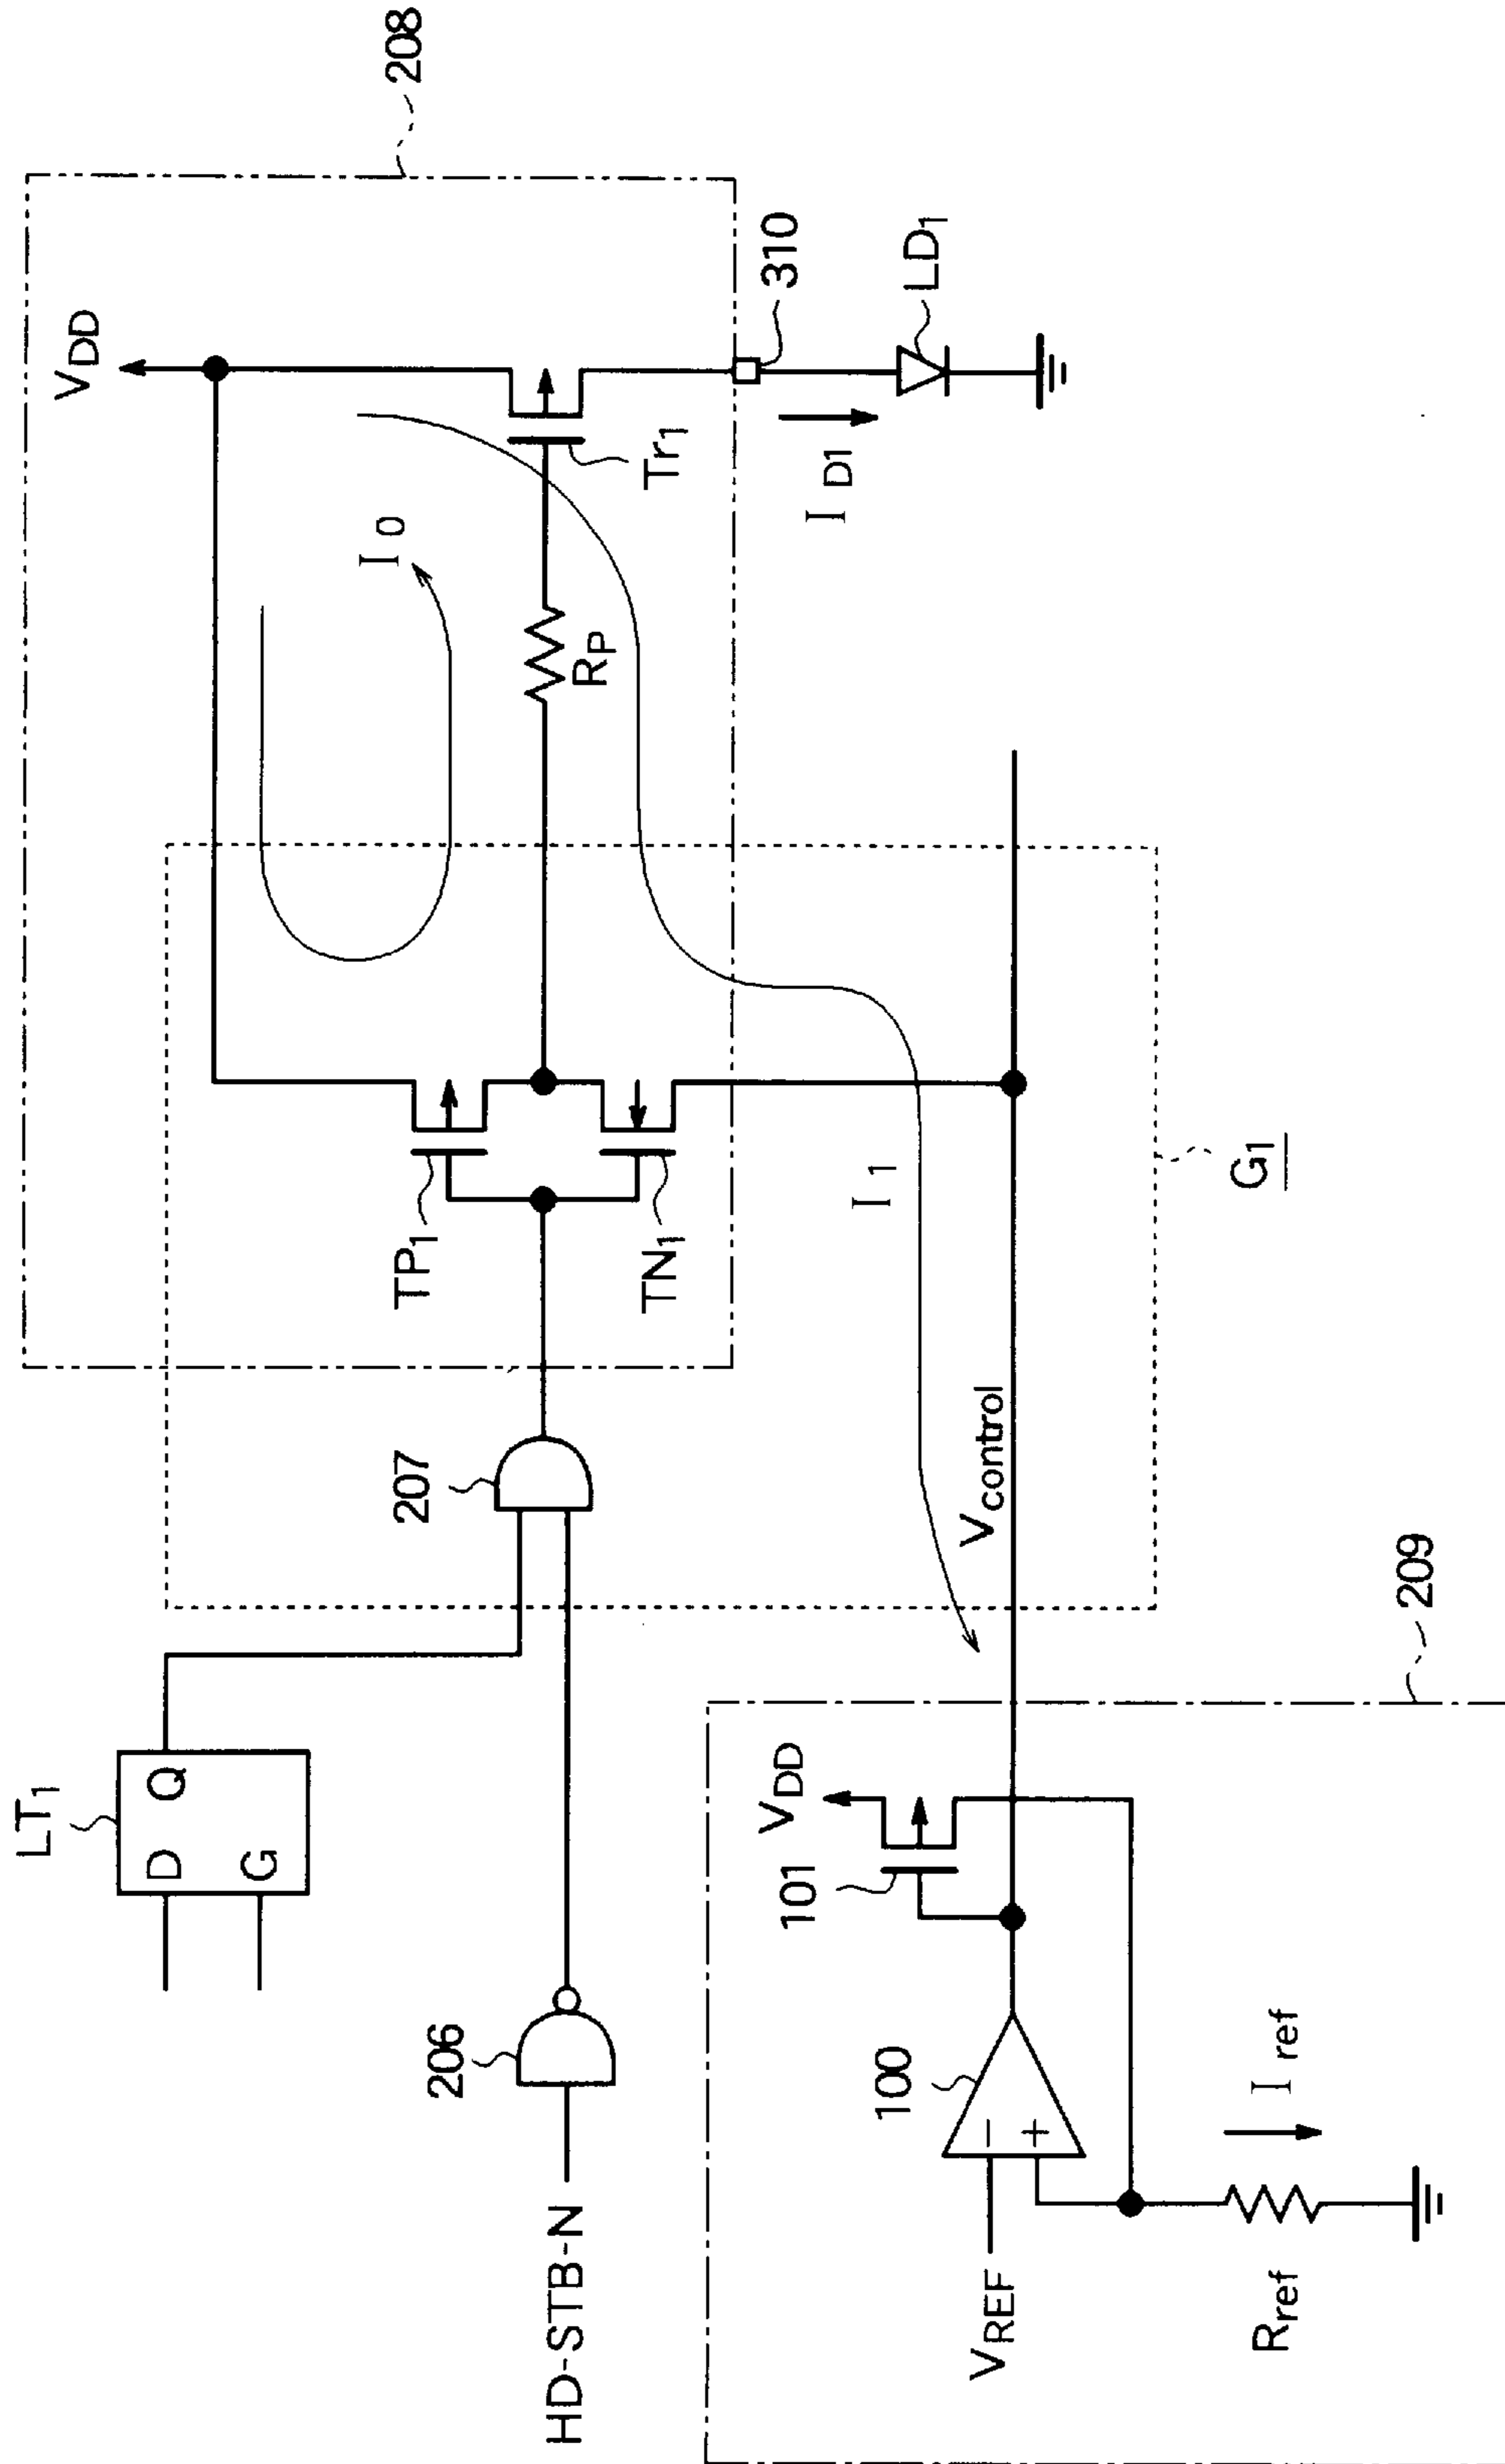 208
VDD
310
LD1
Tr1
ID1
I0
RP
TP1
TN1
I1
G1
207
Vcontrol
209
LT1
D Q
G
VDD
101
206
100
−
+
Iref
HD-STB-N
VREF
Rref